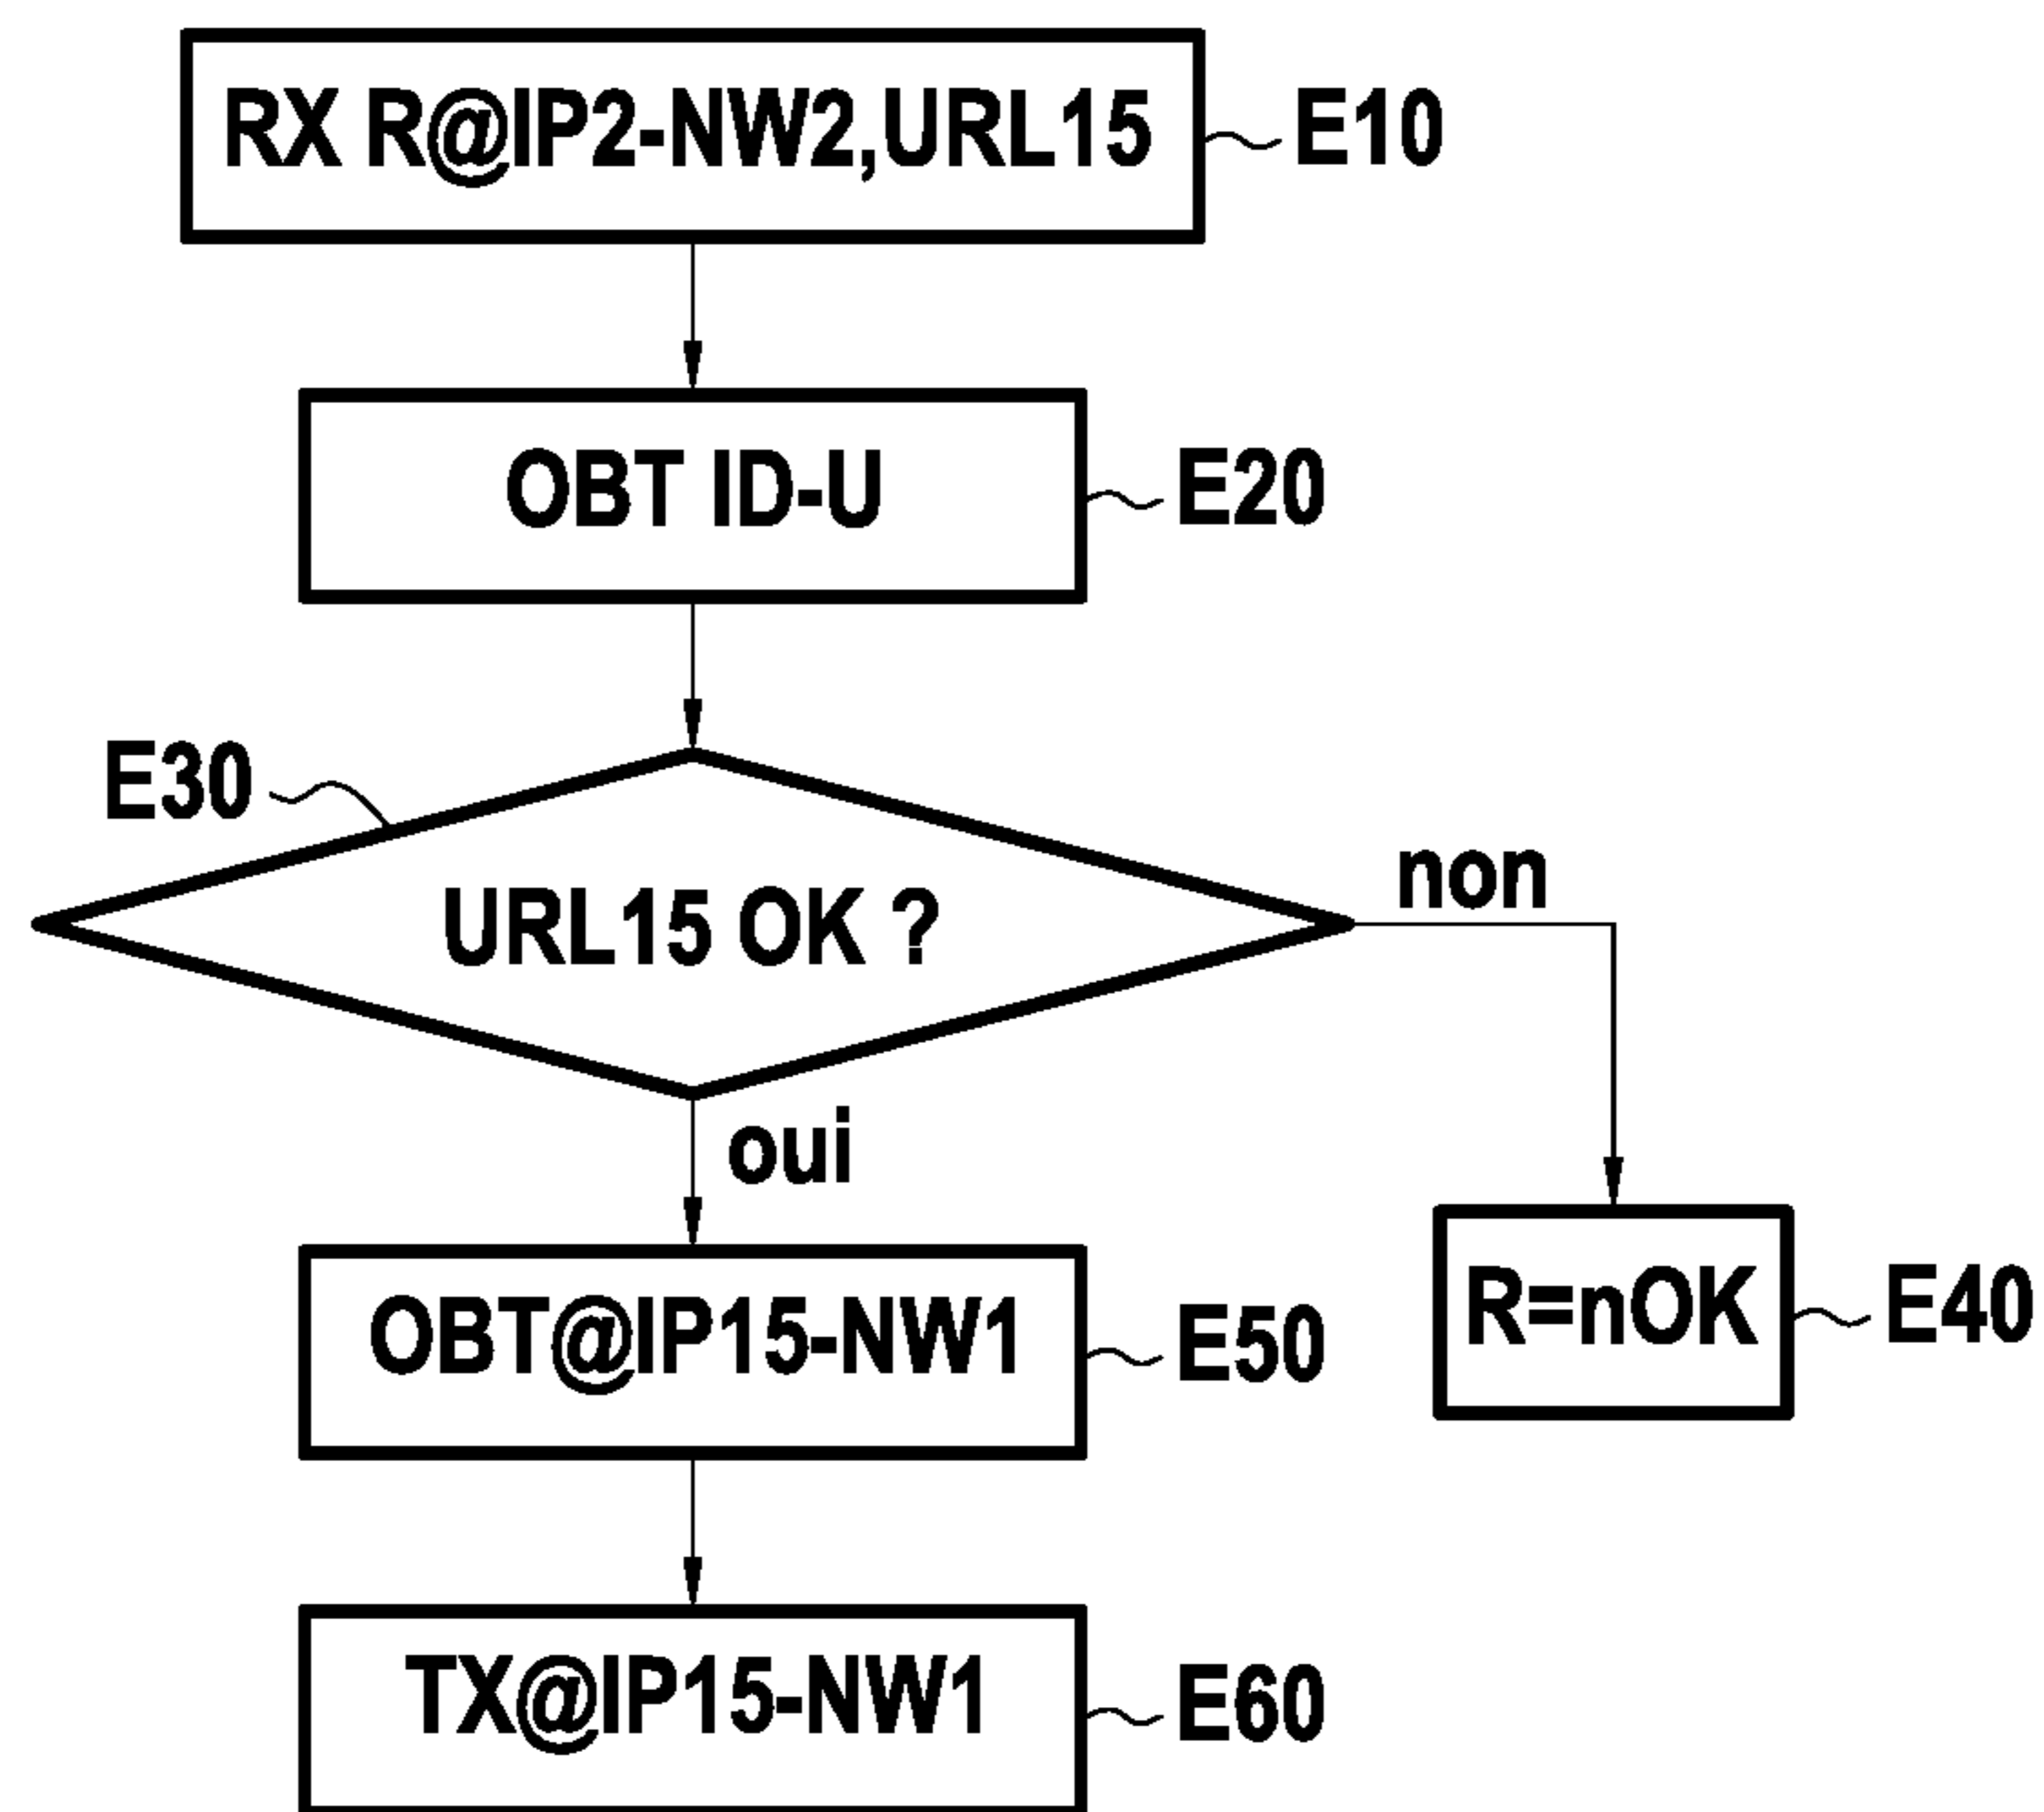 RX R@IP2-NW2,URL15
E10
OBT ID-U
E20
E30
URL15 OK ?
non
oui
OBT@IP15-NW1
E50
R=nOK
E40
TX@IP15-NW1
E60